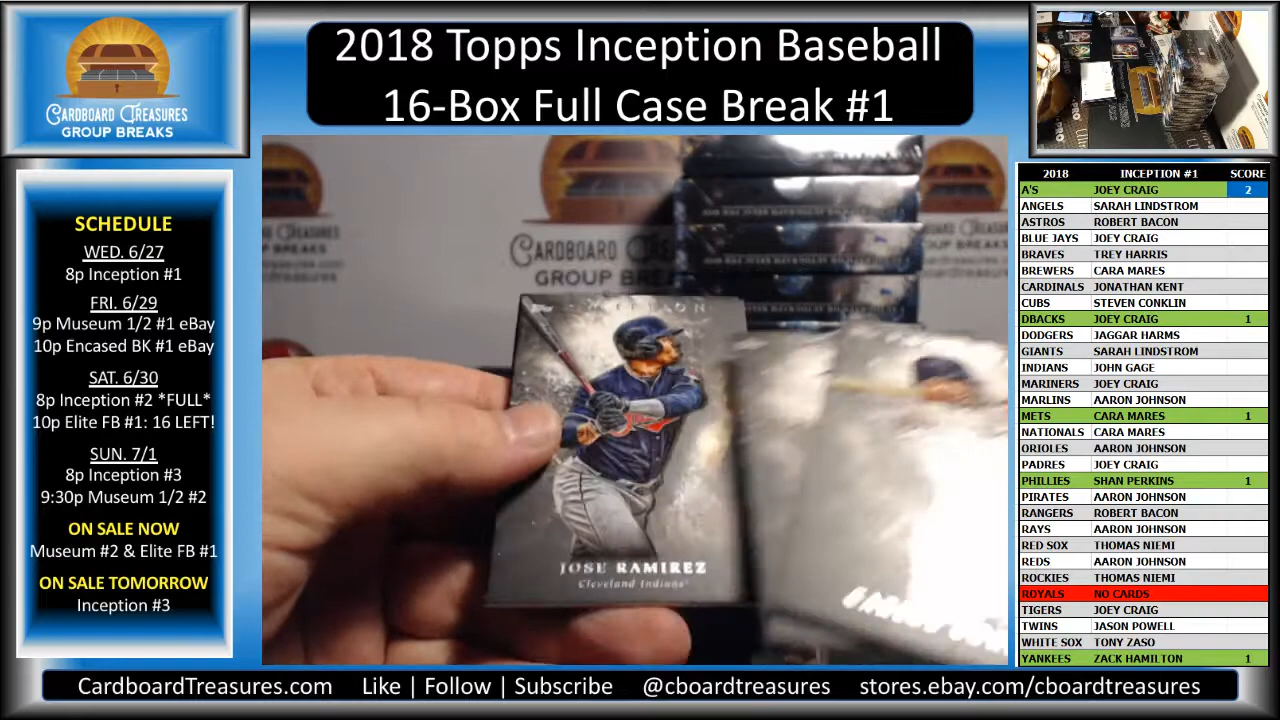 CARDBOARD TREASURES
GROUP BREAKS
2018 Topps Inception Baseball
16-Box Full Case Break #1
SCHEDULE
WED. 6/27
8p Inception #1
FRI. 6/29
9p Museum 1/2 #1 eBay
10p Encased BK #1 eBay
SAT. 6/30
8p Inception #2 *FULL*
10p Elite FB #1: 16 LEFT!
SUN. 7/1
8p Inception #3
9:30p Museum 1/2 #2
ON SALE NOW
Museum #2 & Elite FB #1
ON SALE TOMORROW
Inception #3
CARDBOARD
GROUP BREA
topps
JOSE RAMIREZ
Cleveland Indians
2018 INCEPTION #1 SCORE
A'S JOEY CRAIG 2
ANGELS SARAH LINDSTROM
ASTROS ROBERT BACON
BLUE JAYS JOEY CRAIG
BRAVES TREY HARRIS
BREWERS CARA MARES
CARDINALS JONATHAN KENT
CUBS STEVEN CONKLIN
DBACKS JOEY CRAIG 1
DODGERS JAGGAR HARMS
GIANTS SARAH LINDSTROM
INDIANS JOHN GAGE
MARINERS JOEY CRAIG
MARLINS AARON JOHNSON
METS CARA MARES 1
NATIONALS CARA MARES
ORIOLES AARON JOHNSON
PADRES JOEY CRAIG
PHILLIES SHAN PERKINS 1
PIRATES AARON JOHNSON
RANGERS ROBERT BACON
RAYS AARON JOHNSON
RED SOX THOMAS NIEMI
REDS AARON JOHNSON
ROCKIES THOMAS NIEMI
ROYALS NO CARDS
TIGERS JOEY CRAIG
TWINS JASON POWELL
WHITE SOX TONY ZASO
YANKEES ZACK HAMILTON 1
CardboardTreasures.com Like | Follow | Subscribe @cboardtreasures stores.ebay.com/cboardtreasures